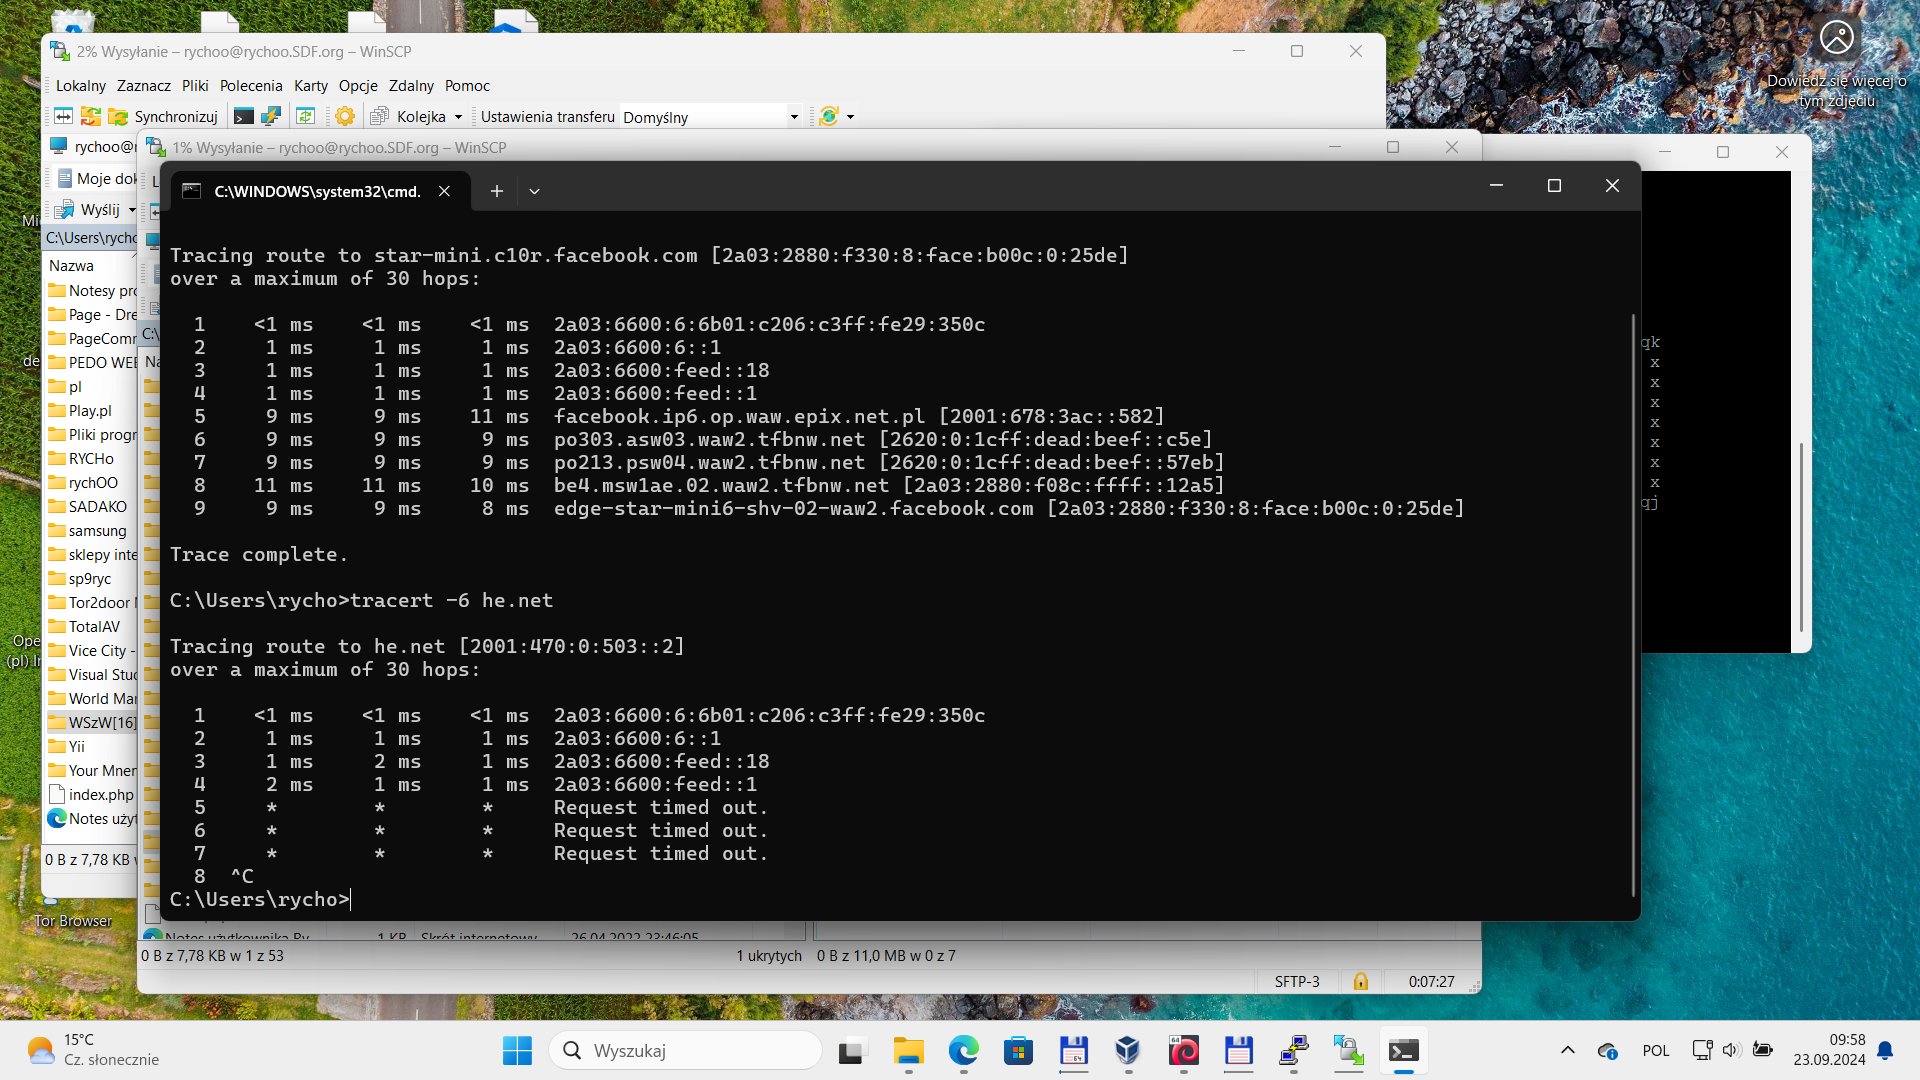 2% Wysyłanie – rychoo@rychoo.SDF.org – WinSCP
Dowiedz się więcej o
tym zdjęciu
Lokalny Zaznacz Pliki Polecenia Karty Opcje Zdalny Pomoc
Synchronizuj Kolejka Ustawienia transferu Domyślny
1% Wysyłanie – rychoo@rychoo.SDF.org – WinSCP
Moje
Wyślij
C:\WINDOWS\system32\cmd.
Nazwa
Notesy
Page -
pl
Play.pl
Pliki
RYCHo
rychOO
SADAKO
samsung
sklepy
sp9ryc
Tor2door
TotalAV
Vice City -
Visual
World
WSzW[16]
Yii
Your
index.php
Notes
0 B z 7,78 KB
Tor Browser
Tracing route to star-mini.c10r.facebook.com [2a03:2880:f330:8:face:b00c:0:25de]
over a maximum of 30 hops:
1 <1 ms <1 ms <1 ms 2a03:6600:6:6b01:c206:c3ff:fe29:350c
2 1 ms 1 ms 1 ms 2a03:6600:6::1
3 1 ms 1 ms 1 ms 2a03:6600:feed::18
4 1 ms 1 ms 1 ms 2a03:6600:feed::1
5 9 ms 9 ms 11 ms facebook.ip6.op.waw.epix.net.pl [2001:678:3ac::582]
6 9 ms 9 ms 9 ms po303.asw03.waw2.tfbnw.net [2620:0:1cff:dead:beef::c5e]
7 9 ms 9 ms 9 ms po213.psw04.waw2.tfbnw.net [2620:0:1cff:dead:beef::57eb]
8 11 ms 11 ms 10 ms be4.msw1ae.02.waw2.tfbnw.net [2a03:2880:f08c:ffff::12a5]
9 9 ms 9 ms 8 ms edge-star-mini6-shv-02-waw2.facebook.com [2a03:2880:f330:8:face:b00c:0:25de]
Trace complete.
C:\Users\rycho>tracert -6 he.net
Tracing route to he.net [2001:470:0:503::2]
over a maximum of 30 hops:
1 <1 ms <1 ms <1 ms 2a03:6600:6:6b01:c206:c3ff:fe29:350c
2 1 ms 1 ms 1 ms 2a03:6600:6::1
3 1 ms 2 ms 1 ms 2a03:6600:feed::18
4 2 ms 1 ms 1 ms 2a03:6600:feed::1
5 * * * Request timed out.
6 * * * Request timed out.
7 * * * Request timed out.
8 ^C
C:\Users\rycho>
qk
x
x
x
x
x
x
x
qj
1 KB Skrót internetowy 26.04.2022 23:46:05
0 B z 7,78 KB w 1 z 53 1 ukrytych 0 B z 11,0 MB w 0 z 7
SFTP-3 0:07:27
15°C
Cz. słonecznie
Wyszukaj
POL
09:58
23.09.2024